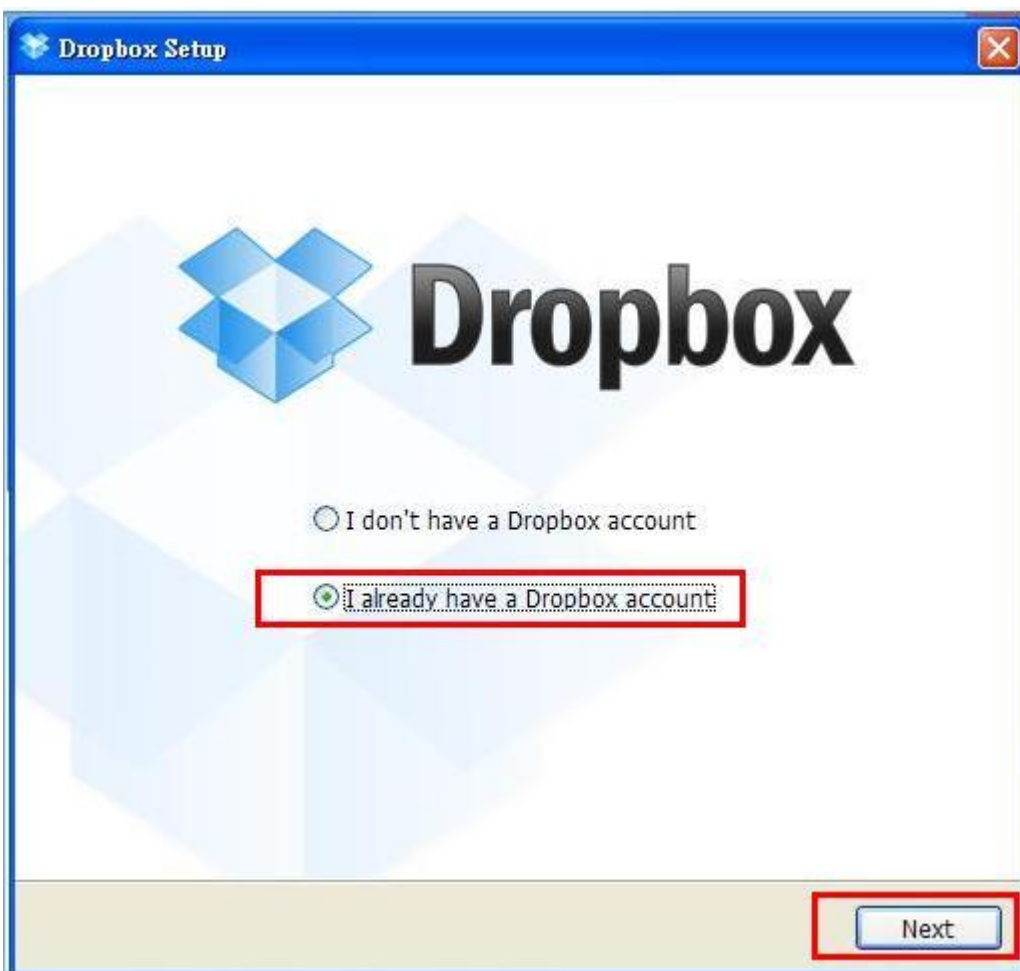 Dropbox Setup
Dropbox
I don't have a Dropbox account
I already have a Dropbox account
Next